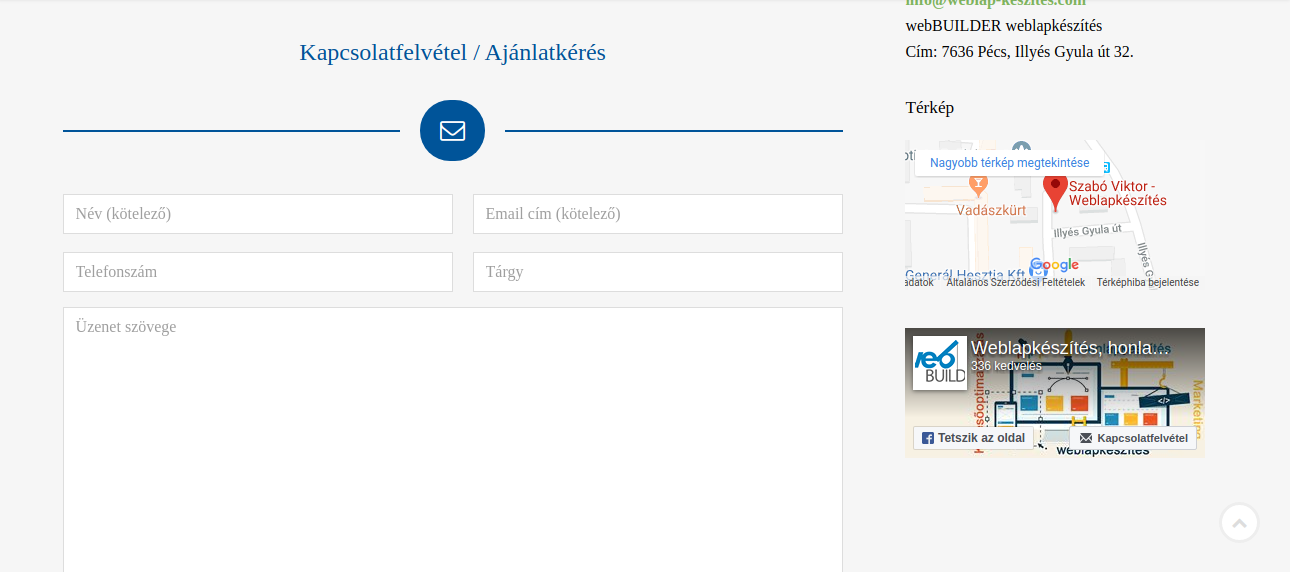 info@weblap-keszites.com
webBUILDER weblapkészítés
Cím: 7636 Pécs, Illyés Gyula út 32.
Kapcsolatfelvétel / Ajánlatkérés
Név (kötelező)
Email cím (kötelező)
Telefonszám
Tárgy
Üzenet szövege
Térkép
Nagyobb térkép megtekintése
Szabó Viktor -
Weblapkészítés
Vadászkürt
Illyés Gyula út
Illyés G
Generál Hesztia Kft
Google
adatok
Általános Szerződési Feltételek
Térképhiba bejelentése
web
BUILD
Weblapkészítés, honla…
336 kedvelés
Marketing
</>
Tetszik az oldal
Kapcsolatfelvétel
weblapkészítés